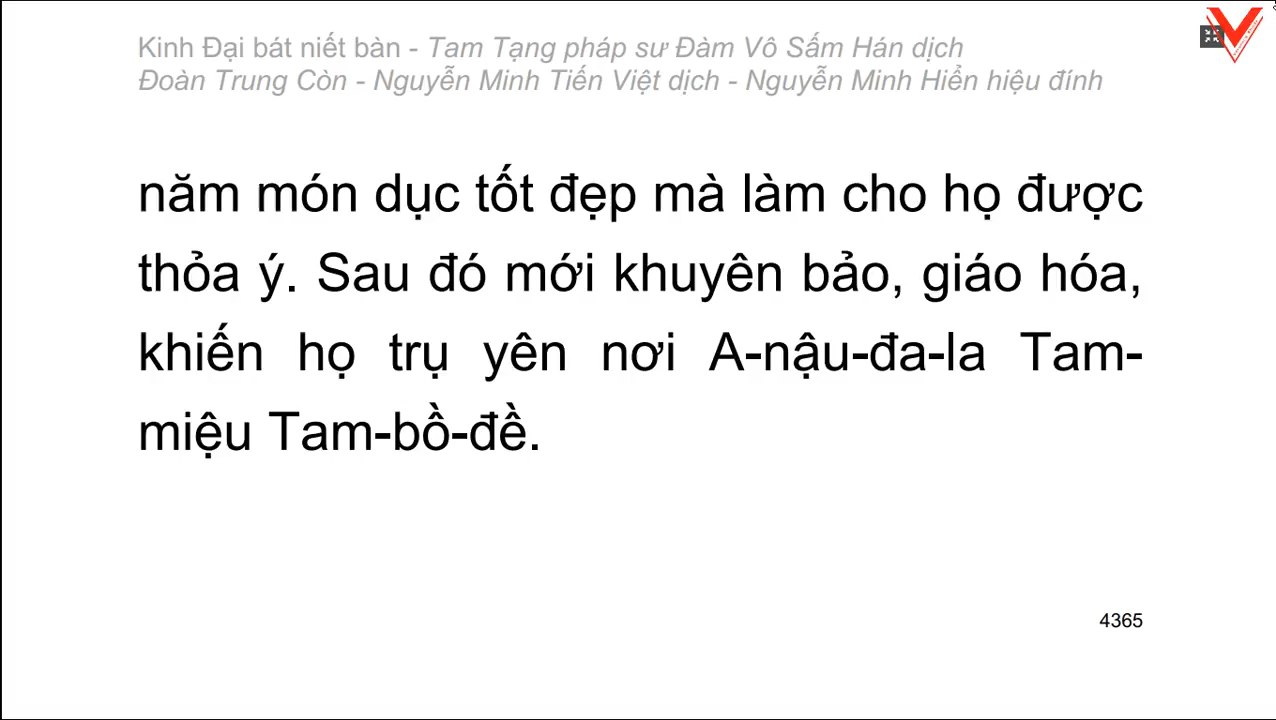 Kinh Đại bát niết bàn - Tam Tạng pháp sư Đàm Vô Sấm Hán dịch
Đoàn Trung Còn - Nguyễn Minh Tiến Việt dịch - Nguyễn Minh Hiển hiệu đính
năm món dục tốt đẹp mà làm cho họ được
thỏa ý. Sau đó mới khuyên bảo, giáo hóa,
khiến họ trụ yên nơi A-nậu-đa-la Tam-
miệu Tam-bồ-đề.
4365